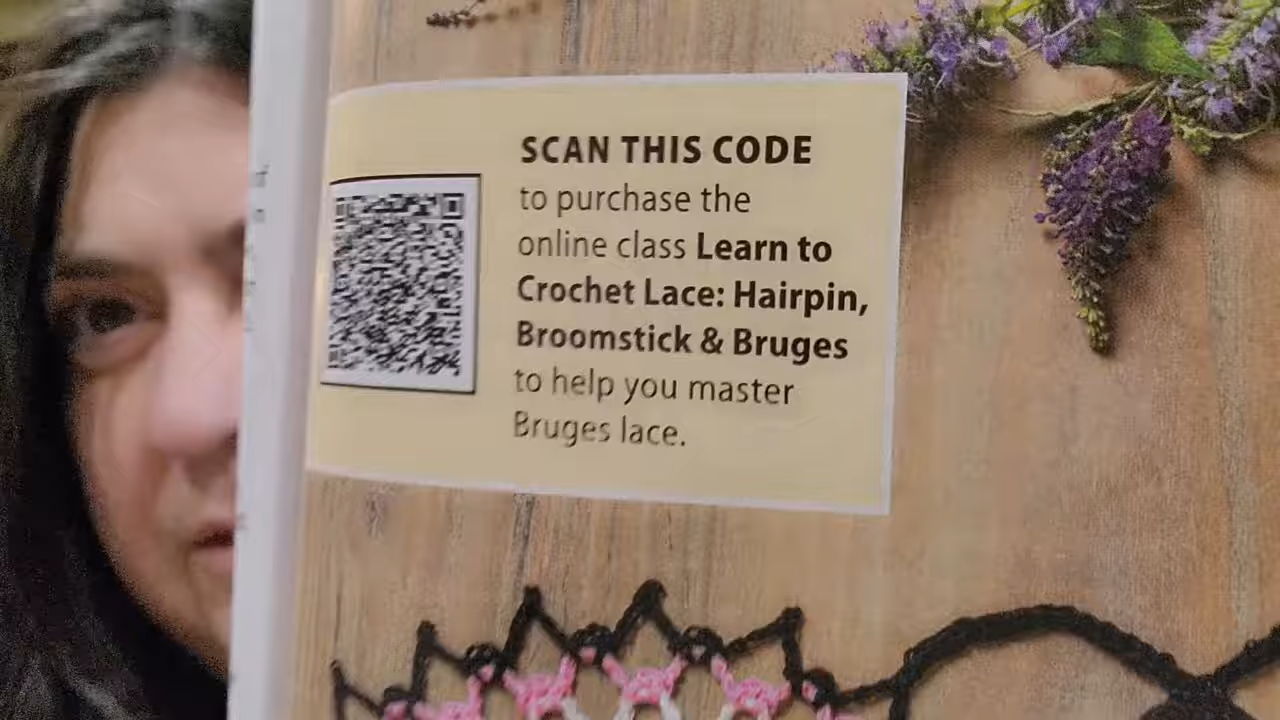 SCAN THIS CODE
to purchase the
online class Learn to
Crochet Lace: Hairpin,
Broomstick & Bruges
to help you master
Bruges lace.